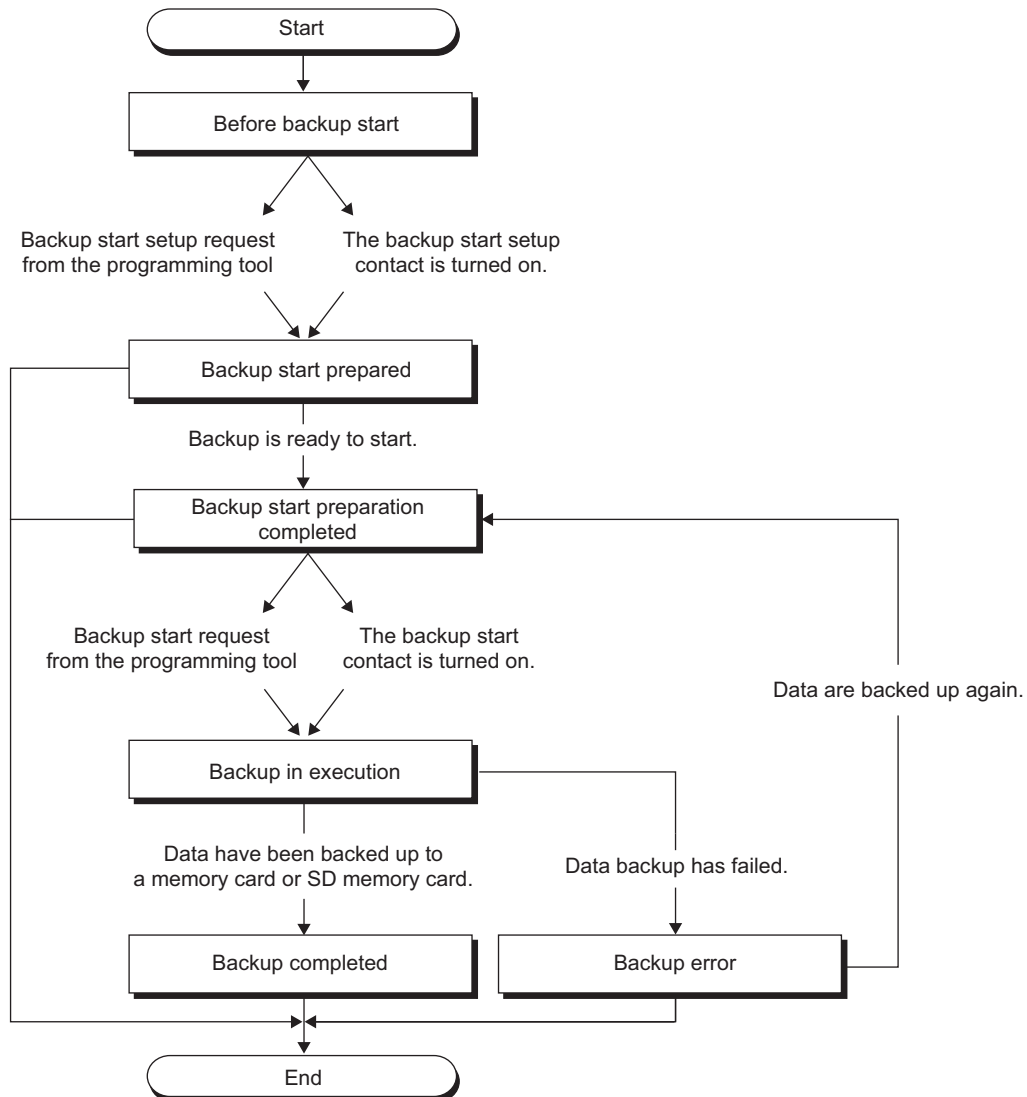 Start
Before backup start
Backup start setup request
from the programming tool
The backup start setup
contact is turned on.
Backup start prepared
Backup is ready to start.
Backup start preparation
completed
Backup start request
from the programming tool
The backup start
contact is turned on.
Data are backed up again.
Backup in execution
Data have been backed up to
a memory card or SD memory card.
Data backup has failed.
Backup completed
Backup error
End